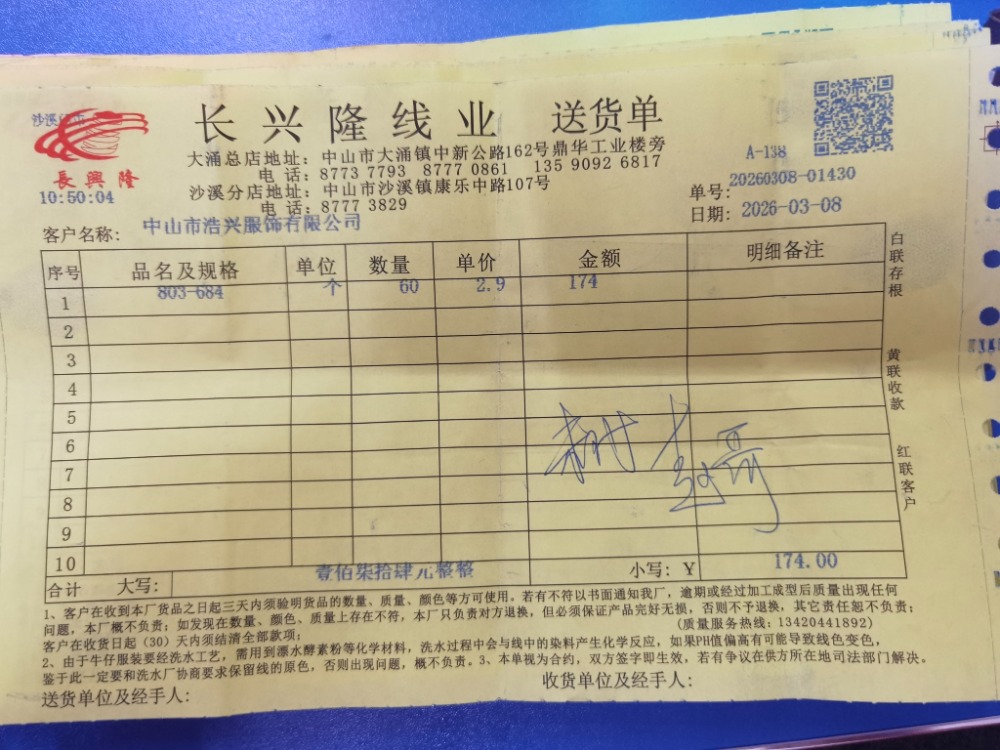 长兴隆线业 送货单
長興隆
大涌总店地址：中山市大涌镇中新公路162号鼎华工业楼旁
电 话：8773 7793 8777 0861 135 9092 6817
沙溪分店地址：中山市沙溪镇康乐中路107号
电 话：8777 3829
A-138
10:50:04
单号：20260308-01430
日期：2026-03-08
客户名称：中山市浩兴服饰有限公司
序号 品名及规格 单位 数量 单价 金额 明细备注
1 803-684 个 60 2.9 174
2
3
4
5
6
7
8
9
10
合计 大写：壹佰柒拾肆元整整 小写：¥ 174.00
白联存根
黄联收款
红联客户
1、客户在收到本厂货品之日起三天内须验明货品的数量、质量、颜色等方可使用。若有不符以书面通知我厂，逾期或经过加工成型后质量出现任何
问题，本厂概不负责；如发现在数量、颜色、质量上存在不符，本厂只负责对方退换，但必须保证产品完好无损，否则不予退换，其它责任恕不负责；
客户在收货日起（30）天内须结清全部款项； (质量服务热线：13420441892)
2、由于牛仔服装要经洗水工艺，需用到漂水酵素粉等化学材料，洗水过程中会与线中的染料产生化学反应，如果PH值偏高有可能导致线色变色，
鉴于此一定要和洗水厂协商要求保留线的原色，否则出现问题，概不负责。3、本单视为合约，双方签字即生效，若有争议在供方所在地司法部门解决。
送货单位及经手人： 收货单位及经手人：